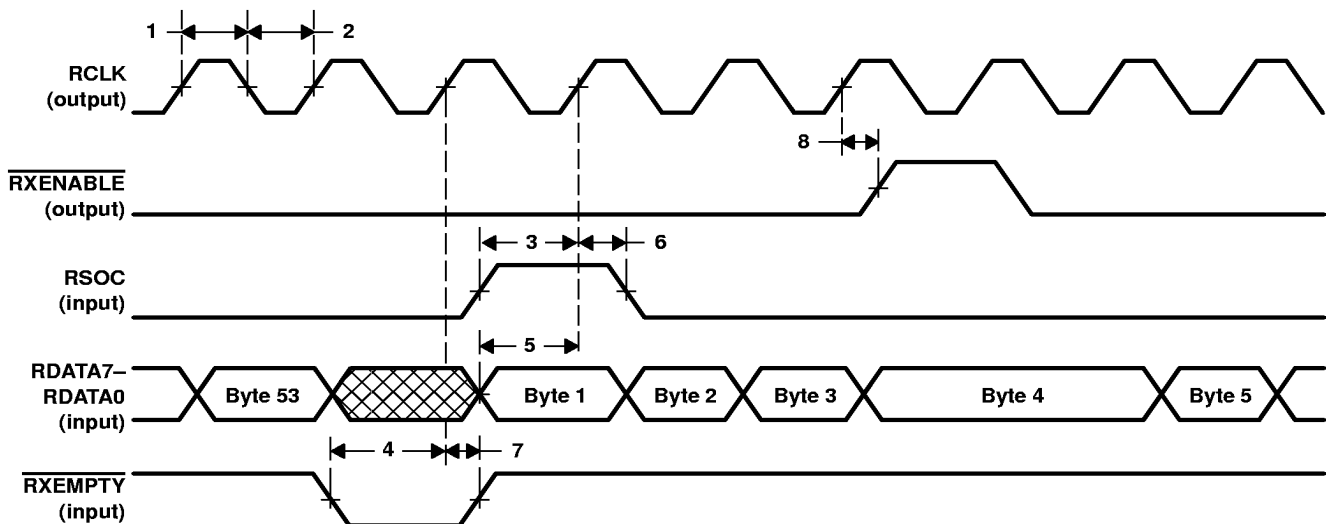 1
2
RCLK
(output)
8
RXENABLE
(output)
3
6
RSOC
(input)
5
RDATA7–
RDATA0
(input)
Byte 53
Byte 1
Byte 2
Byte 3
Byte 4
Byte 5
4
7
RXEMPTY
(input)